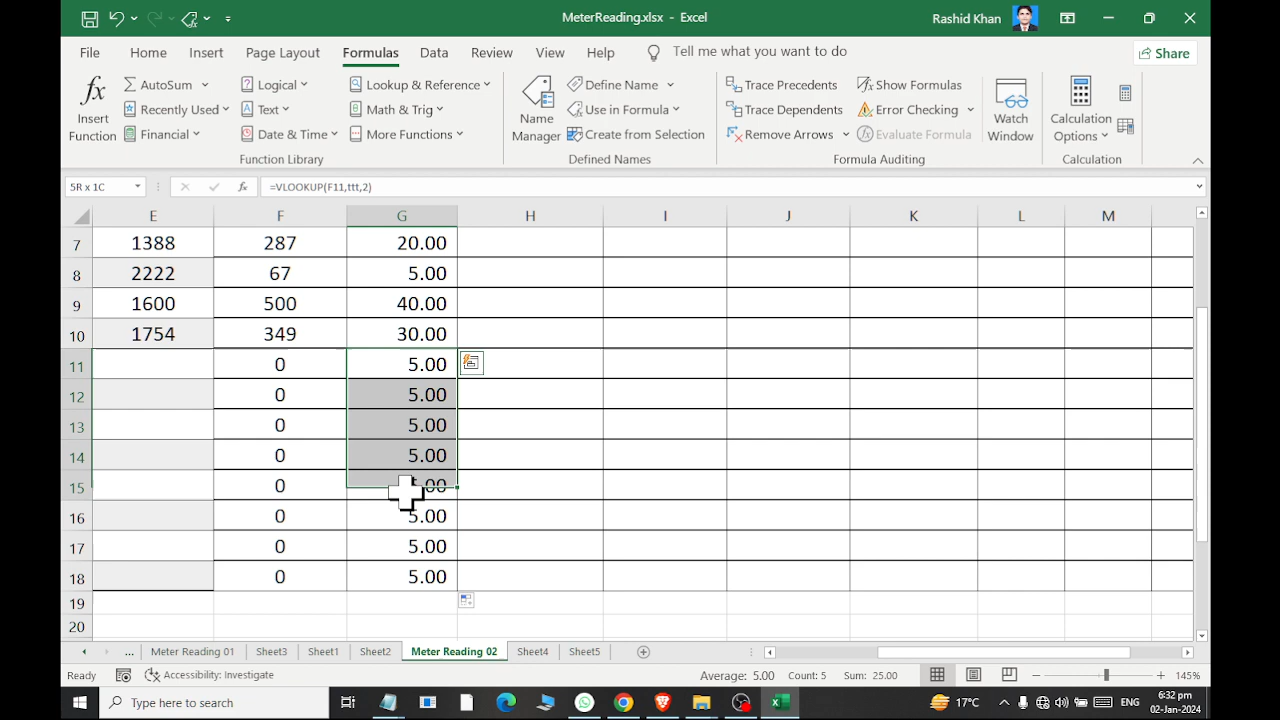 MeterReading.xlsx - Excel
Rashid Khan
File Home Insert Page Layout Formulas Data Review View Help Tell me what you want to do Share
fx Insert Function
AutoSum
Recently Used
Financial
Logical
Text
Date & Time
Lookup & Reference
Math & Trig
More Functions
Function Library
Name Manager
Define Name
Use in Formula
Create from Selection
Defined Names
Trace Precedents
Trace Dependents
Remove Arrows
Show Formulas
Error Checking
Evaluate Formula
Formula Auditing
Watch Window
Calculation Options
Calculation
5R x 1C fx =VLOOKUP(F11,ttt,2)
E F G H I J K L M
7 1388 287 20.00
8 2222 67 5.00
9 1600 500 40.00
10 1754 349 30.00
11 0 5.00
12 0 5.00
13 0 5.00
14 0 5.00
15 0 .00
16 0 5.00
17 0 5.00
18 0 5.00
19
20
... Meter Reading 01 Sheet3 Sheet1 Sheet2 Meter Reading 02 Sheet4 Sheet5
Ready Accessibility: Investigate Average: 5.00 Count: 5 Sum: 25.00 145%
Type here to search 17°C ENG 6:32 pm
02-Jan-2024